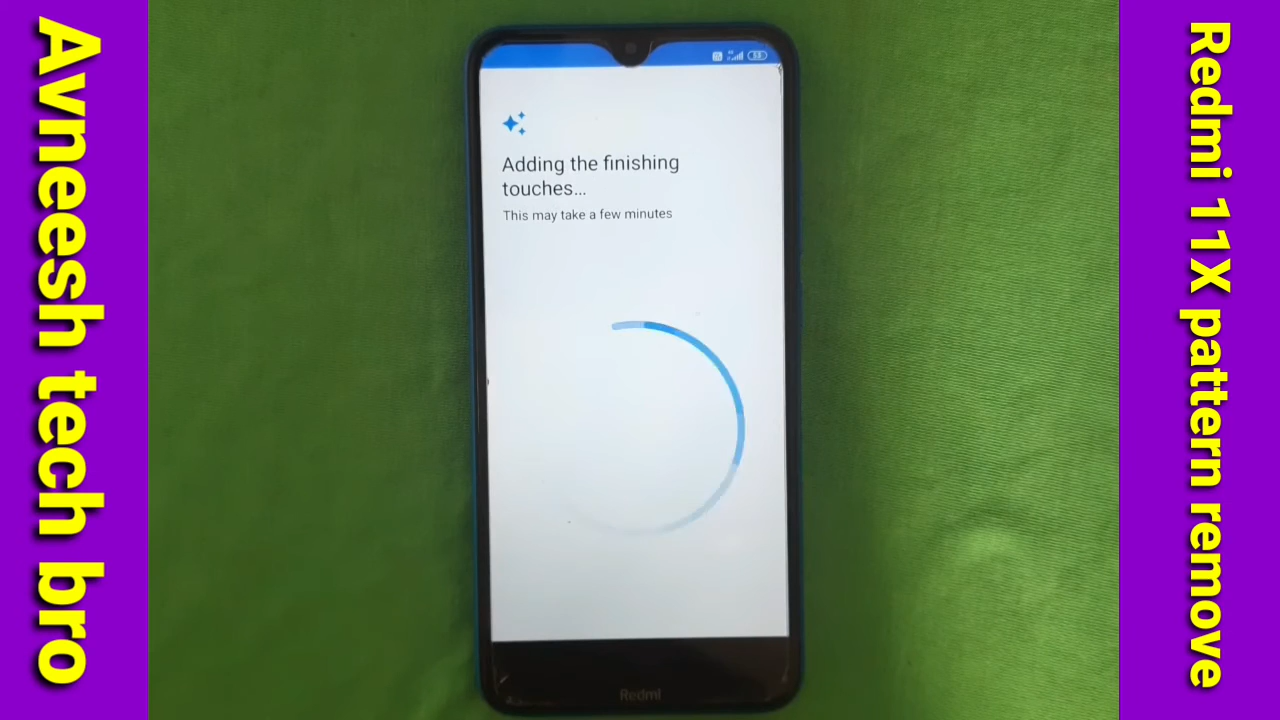 Avneesh tech bro
Adding the finishing
touches...
This may take a few minutes
Redmi
Redmi 11X pattern remove